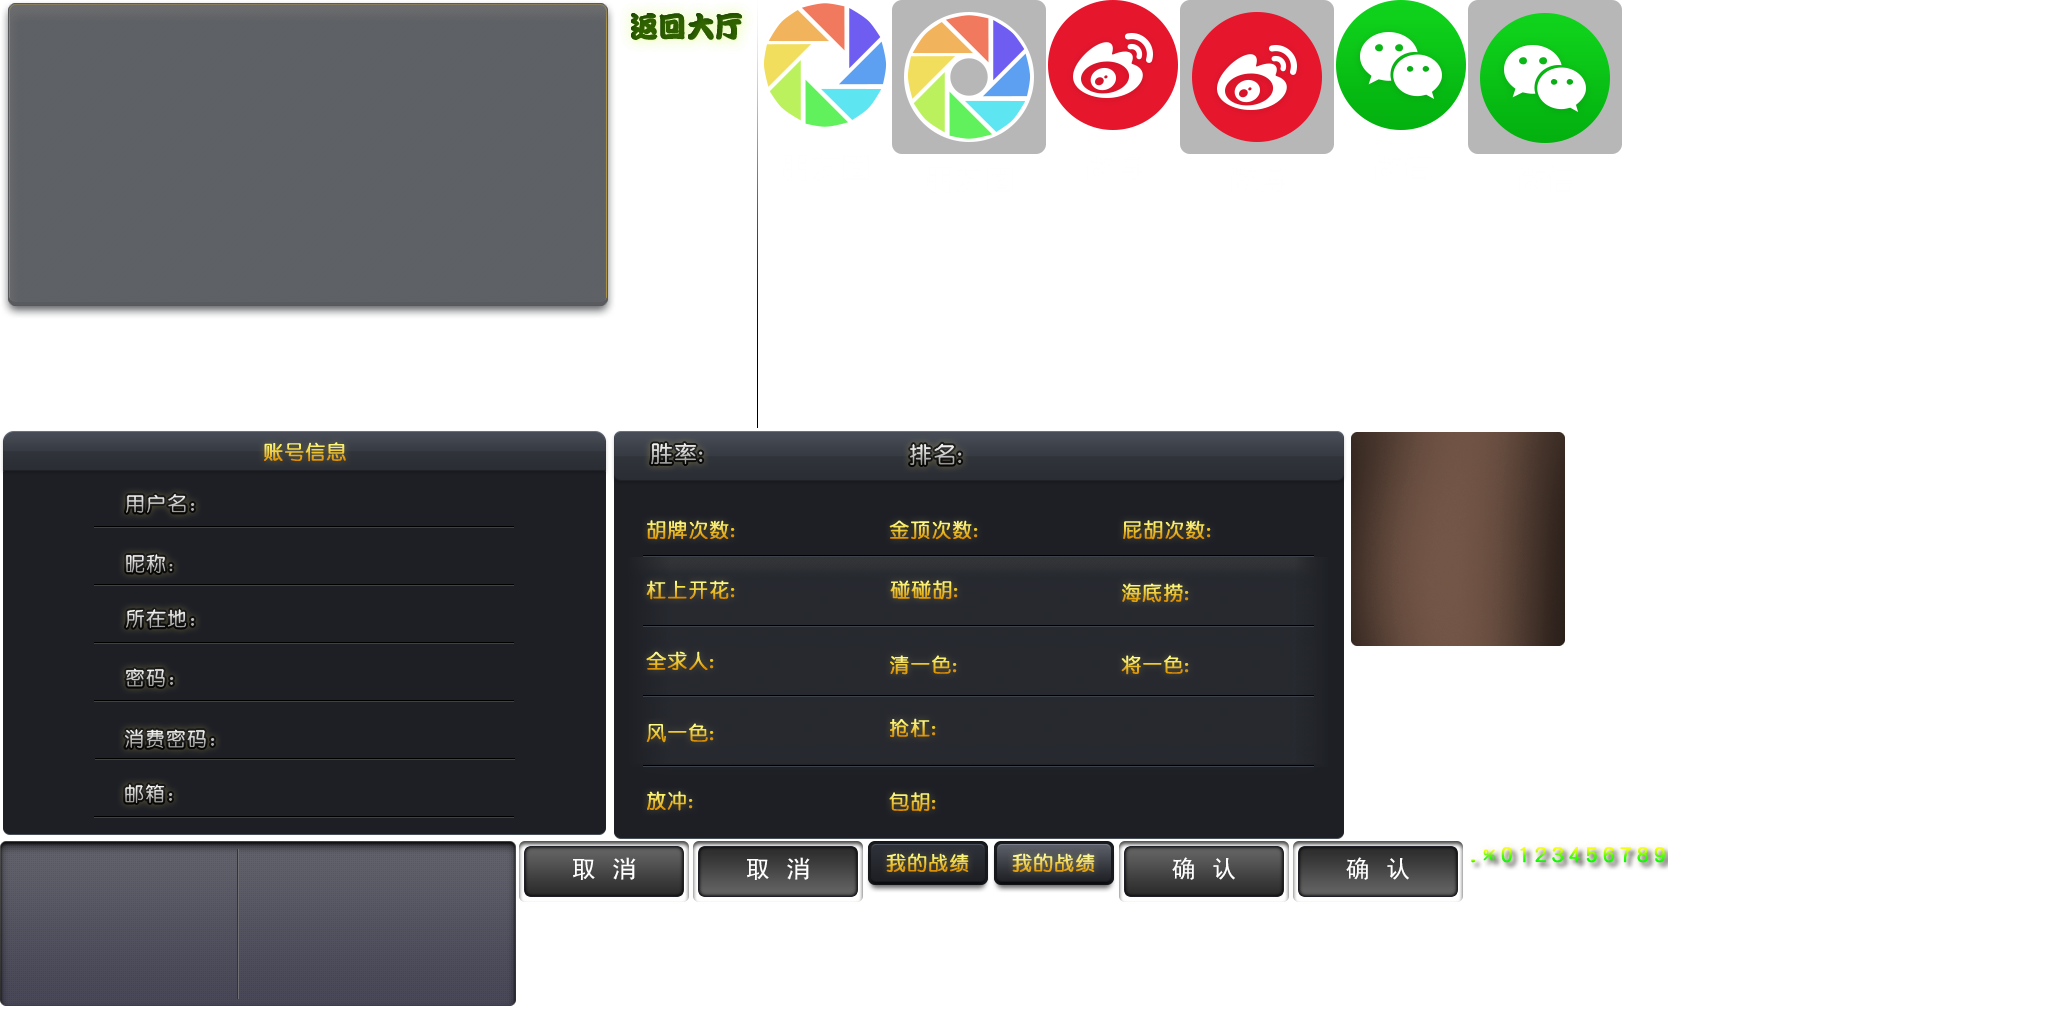 返回大厅
账号信息
用户名:
昵称:
所在地:
密码:
消费密码:
邮箱:
胜率: 排名:
胡牌次数: 金顶次数: 屁胡次数:
杠上开花: 碰碰胡: 海底捞:
全求人: 清一色: 将一色:
风一色: 抢杠:
放冲: 包胡:
取 消 取 消 我的战绩 我的战绩 确 认 确 认 .%0123456789